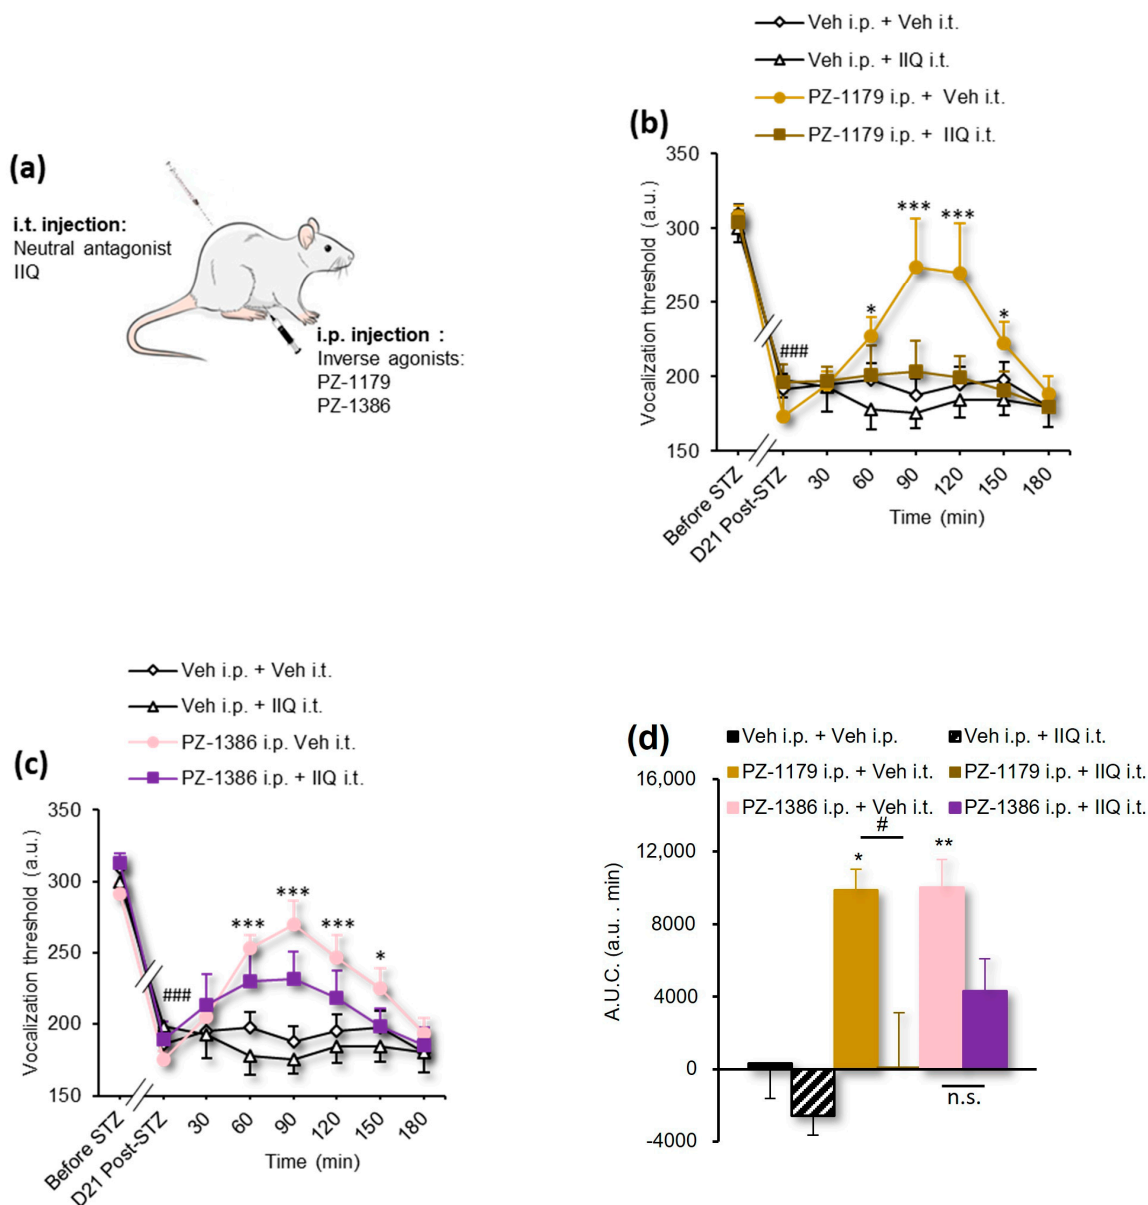 (a)
i.t. injection:
Neutral antagonist
IIQ
i.p. injection :
Inverse agonists:
PZ-1179
PZ-1386
Veh i.p. + Veh i.t.
Veh i.p. + IIQ i.t.
PZ-1179 i.p. + Veh i.t.
PZ-1179 i.p. + IIQ i.t.
(b)
Vocalization threshold (a.u.)
350
300
250
200
150
***
***
*
*
###
Before STZ
D21 Post-STZ
30
60
90
120
150
180
Time (min)
Veh i.p. + Veh i.t.
Veh i.p. + IIQ i.t.
PZ-1386 i.p. Veh i.t.
PZ-1386 i.p. + IIQ i.t.
(c)
Vocalization threshold (a.u.)
350
300
250
200
150
***
***
***
*
###
Before STZ
D21 Post-STZ
30
60
90
120
150
180
Time (min)
(d)
Veh i.p. + Veh i.p.
Veh i.p. + IIQ i.t.
PZ-1179 i.p. + Veh i.t.
PZ-1179 i.p. + IIQ i.t.
PZ-1386 i.p. + Veh i.t.
PZ-1386 i.p. + IIQ i.t.
A.U.C. (a.u. . min)
16,000
12,000
8000
4000
0
-4000
#
*
**
n.s.